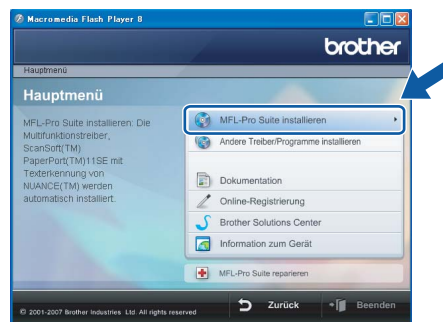 Macromedia Flash Player 8
brother
Hauptmenü
Hauptmenü
MFL-Pro Suite installieren: Die
Multifunktionstreiber,
ScanSoft(TM)
PaperPort(TM)11SE mit
Texterkennung von
NUANCE(TM) werden
automatisch installiert.
MFL-Pro Suite installieren
Andere Treiber/Programme installieren
Dokumentation
Online-Registrierung
Brother Solutions Center
Information zum Gerät
MFL-Pro Suite reparieren
© 2001-2007 Brother Industries Ltd. All rights reserved
Zurück
Beenden